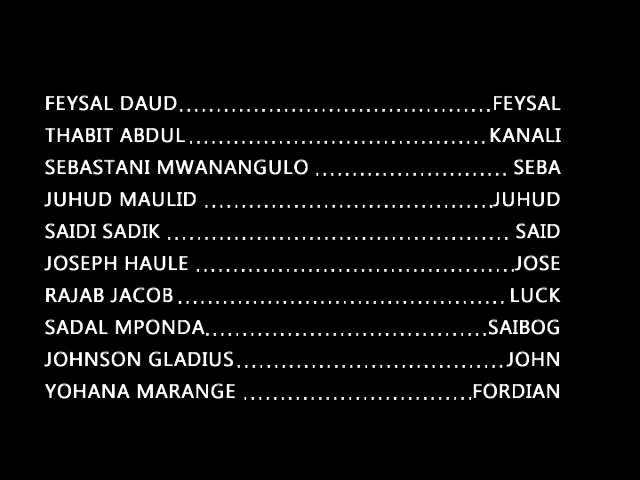 FEYSAL DAUD..................................FEYSAL
THABIT ABDUL................................KANALI
SEBASTANI MWANANGULO ..................... SEBA
JUHUD MAULID ...............................JUHUD
SAIDI SADIK ..................................... SAID
JOSEPH HAULE ..................................JOSE
RAJAB JACOB................................... LUCK
SADAL MPONDA..............................SAIBOG
JOHNSON GLADIUS.............................JOHN
YOHANA MARANGE .........................FORDIAN